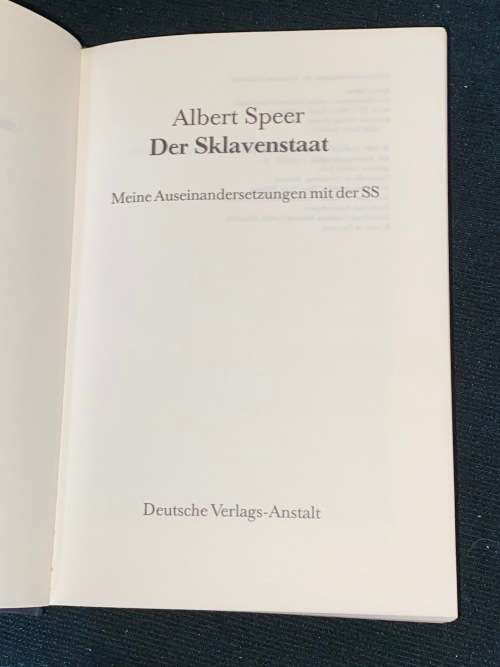 Albert Speer
Der Sklavenstaat
Meine Auseinandersetzungen mit der SS
Deutsche Verlags-Anstalt